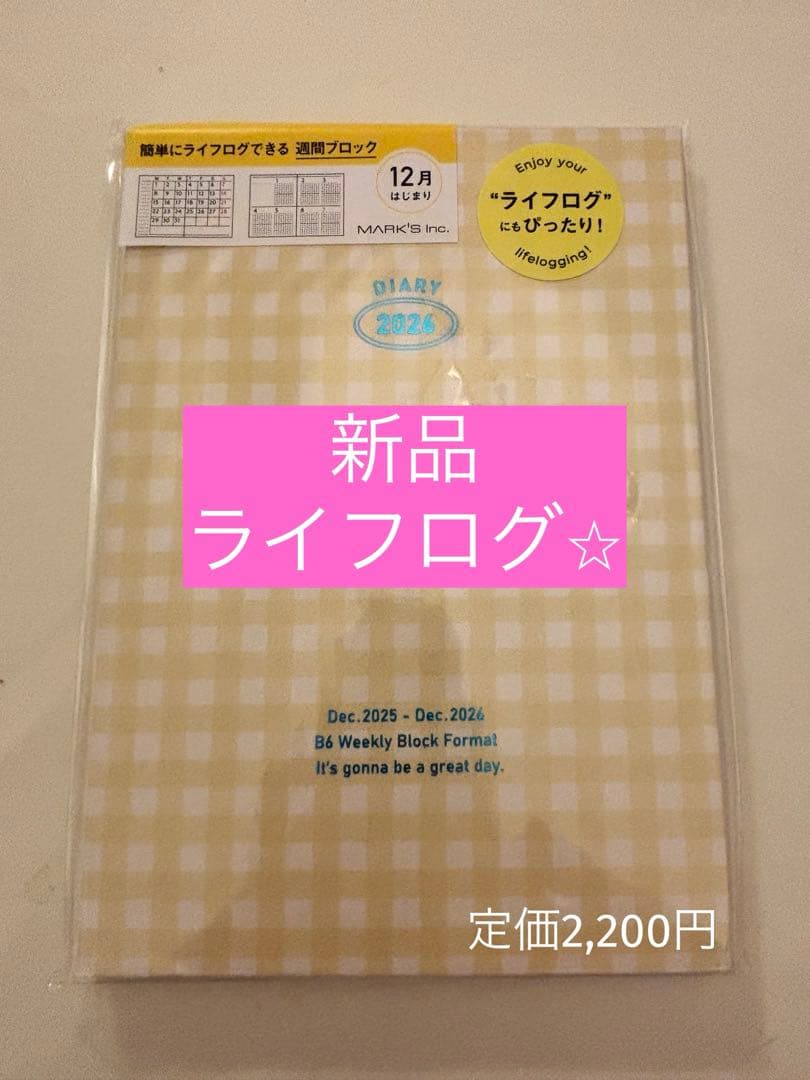 簡単にライフログできる 週間ブロック
12月
はじまり
MARK'S Inc.
Enjoy your
“ライフログ”
にもぴったり!
lifelogging!
DIARY
2026
新品
ライフログ☆
Dec.2025 - Dec.2026
B6 Weekly Block Format
it's gonna be a great day.
定価2,200円